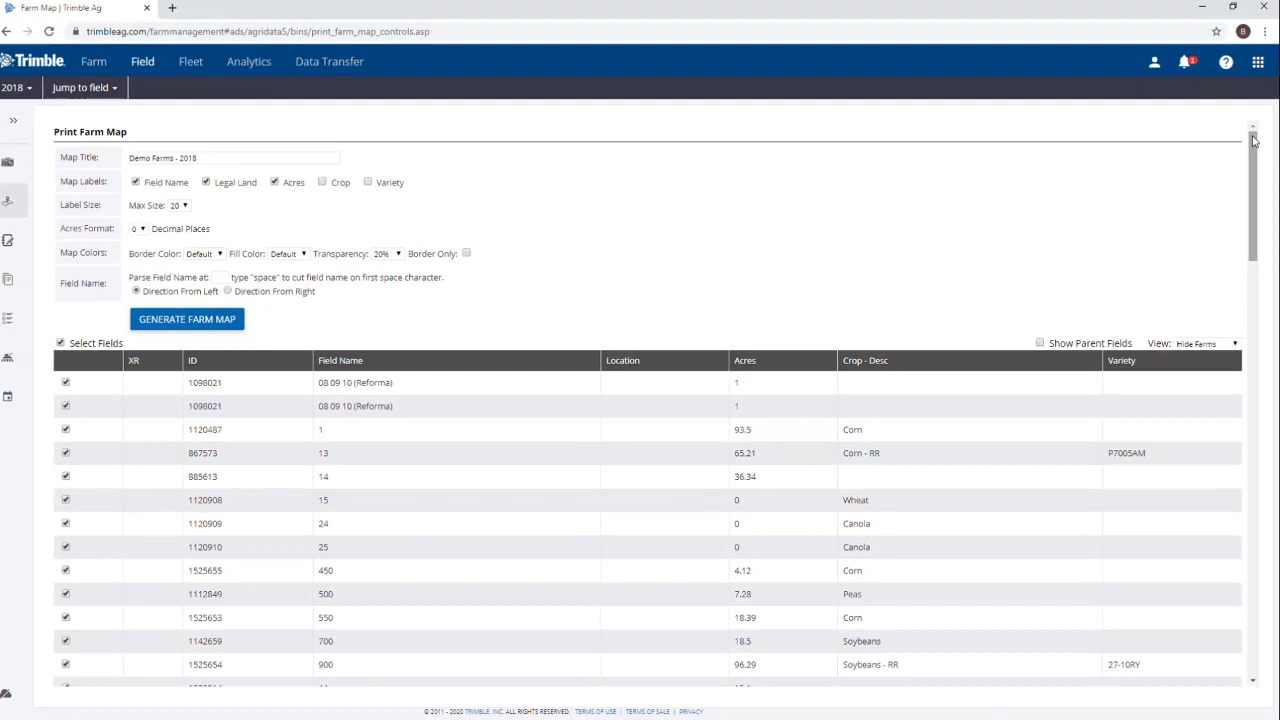 Farm Map | Trimble Ag
trimbleag.com/farmmanagement#ads/agridata5/bins/print_farm_map_controls.asp
B
Trimble. Farm Field Fleet Analytics Data Transfer
2018 Jump to field
Print Farm Map
Map Title: Demo Farms - 2018
Map Labels: Field Name Legal Land Acres Crop Variety
Label Size: Max Size: 20
Acres Format: 0 Decimal Places
Map Colors: Border Color: Default Fill Color: Default Transparency: 20% Border Only:
Field Name: Parse Field Name at: type "space" to cut field name on first space character.
Direction From Left Direction From Right
GENERATE FARM MAP
Select Fields Show Parent Fields View: Hide Farms
XR ID Field Name Location Acres Crop - Desc Variety
1098021 08 09 10 (Reforma) 1
1098021 08 09 10 (Reforma) 1
1120487 1 93.5 Corn
867573 13 65.21 Corn - RR P7005AM
885613 14 36.34
1120908 15 0 Wheat
1120909 24 0 Canola
1120910 25 0 Canola
1525655 450 4.12 Corn
1112849 500 7.28 Peas
1525653 550 18.39 Corn
1142659 700 18.5 Soybeans
1525654 900 96.29 Soybeans - RR 27-10RY
© 2011 - 2020 TRIMBLE, INC. ALL RIGHTS RESERVED. TERMS OF USE | TERMS OF SALE | PRIVACY